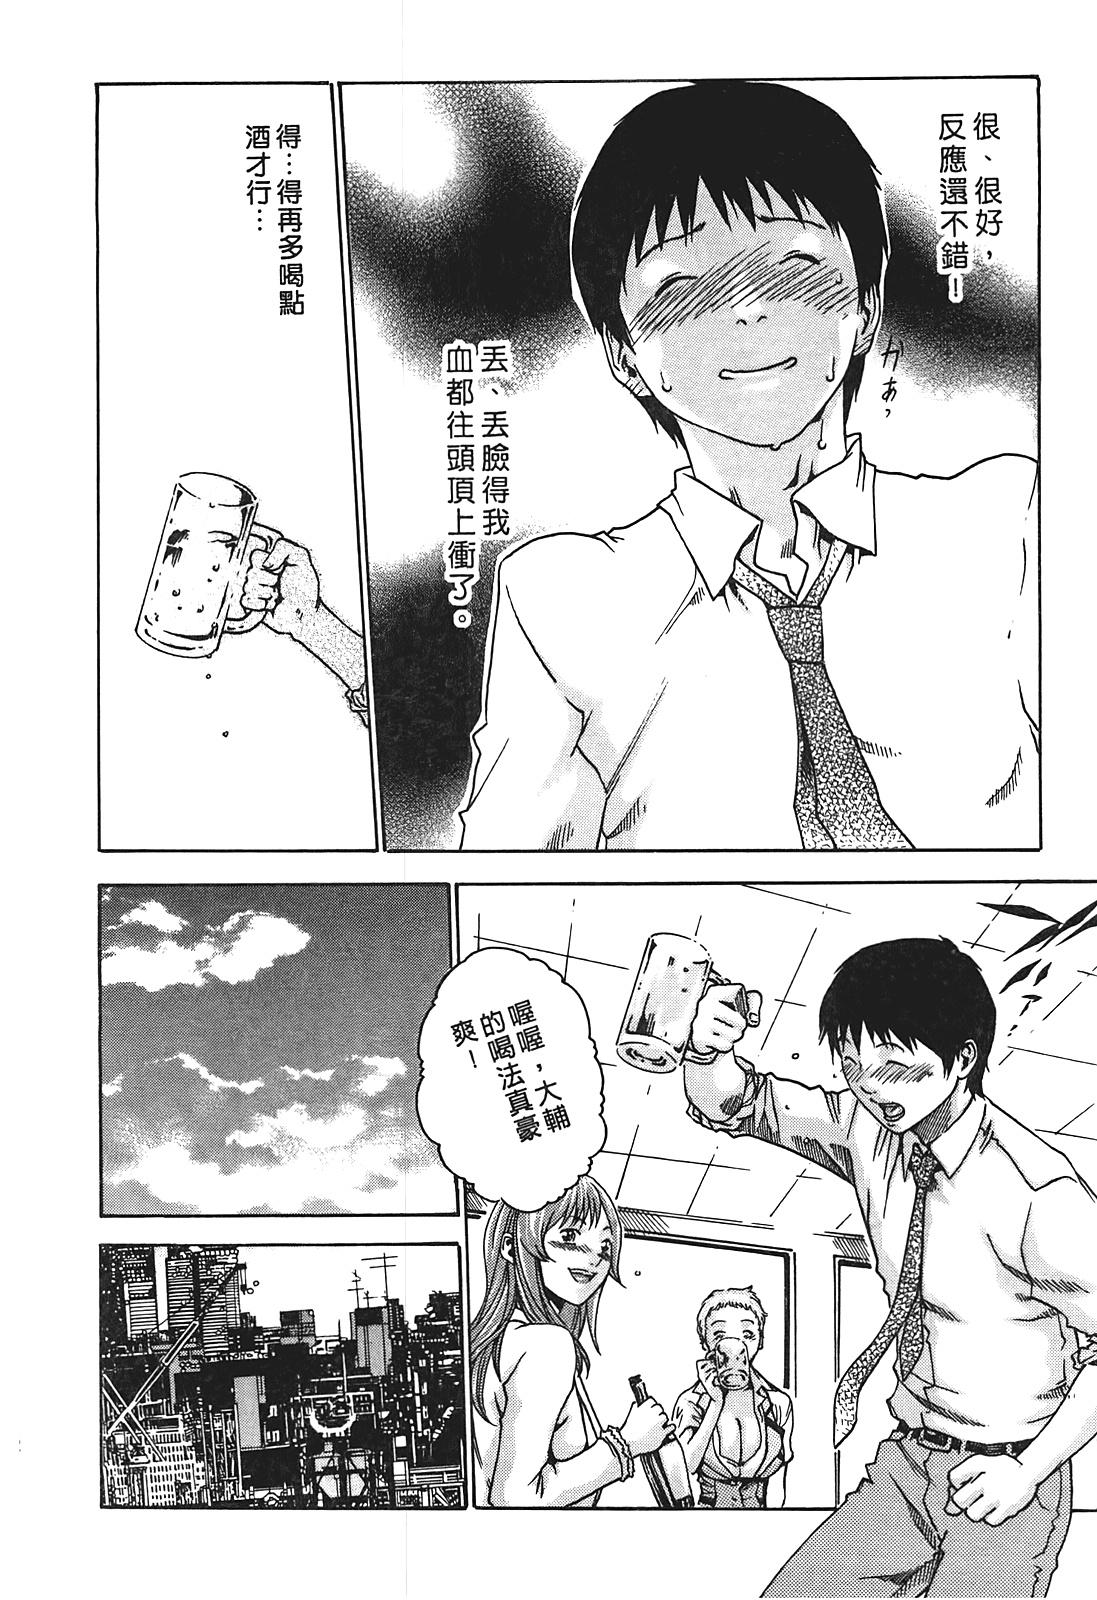 很、很好，
反應還不錯！
かぁ,
丟、丟臉得我
血都往頭頂上衝了。
得…得再多喝點
酒才行…
喔喔，大輔
的喝法真豪
爽！